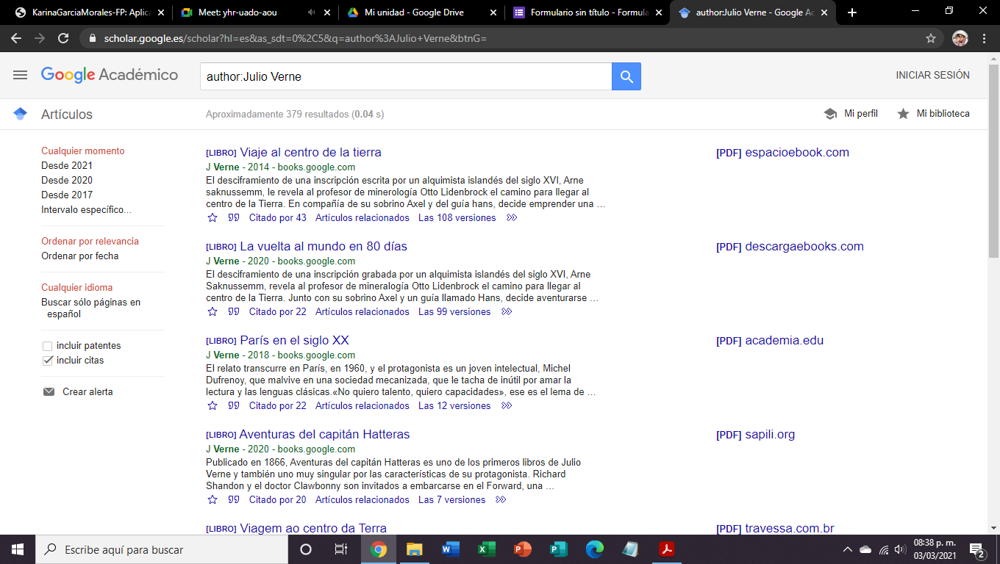 KarinaGarciaMorales-FP: Aplica
Meet: yhr-uado-aou
Mi unidad - Google Drive
Formulario sin título - Formula
author:Julio Verne - Google Ac
scholar.google.es/scholar?hl=es&as_sdt=0%2C5&q=author%3AJulio+Verne&btnG=
Google Académico
author:Julio Verne
INICIAR SESIÓN
Artículos
Aproximadamente 379 resultados (0.04 s)
Mi perfil
Mi biblioteca
Cualquier momento
Desde 2021
Desde 2020
Desde 2017
Intervalo específico...
Ordenar por relevancia
Ordenar por fecha
Cualquier idioma
Buscar sólo páginas en
español
incluir patentes
incluir citas
Crear alerta
[LIBRO] Viaje al centro de la tierra
J Verne - 2014 - books.google.com
El desciframiento de una inscripción escrita por un alquimista islandés del siglo XVI, Arne
saknussemm, le revela al profesor de minerología Otto Lidenbrock el camino para llegar al
centro de la Tierra. En compañía de su sobrino Axel y del guía hans, decide emprender una …
Citado por 43 Artículos relacionados Las 108 versiones
[PDF] espacioebook.com
[LIBRO] La vuelta al mundo en 80 días
J Verne - 2020 - books.google.com
El desciframiento de una inscripción grabada por un alquimista islandés del siglo XVI, Arne
Saknussemm, revela al profesor de mineralogía Otto Lidenbrock el camino para llegar al
centro de la Tierra. Junto con su sobrino Axel y un guía llamado Hans, decide aventurarse …
Citado por 22 Artículos relacionados Las 99 versiones
[PDF] descargaebooks.com
[LIBRO] París en el siglo XX
J Verne - 2018 - books.google.com
El relato transcurre en París, en 1960, y el protagonista es un joven intelectual, Michel
Dufrenoy, que malvive en una sociedad mecanizada, que le tacha de inútil por amar la
lectura y las lenguas clásicas.«No quiero talento, quiero capacidades», ese es el lema de …
Citado por 22 Artículos relacionados Las 12 versiones
[PDF] academia.edu
[LIBRO] Aventuras del capitán Hatteras
J Verne - 2020 - books.google.com
Publicado en 1866, Aventuras del capitán Hatteras es uno de los primeros libros de Julio
Verne y también uno muy singular por las características de su protagonista. Richard
Shandon y el doctor Clawbonny son invitados a embarcarse en el Forward, una …
Citado por 20 Artículos relacionados Las 7 versiones
[PDF] sapili.org
[LIBRO] Viagem ao centro da Terra
[PDF] travessa.com.br
Escribe aquí para buscar
08:38 p. m.
03/03/2021
2